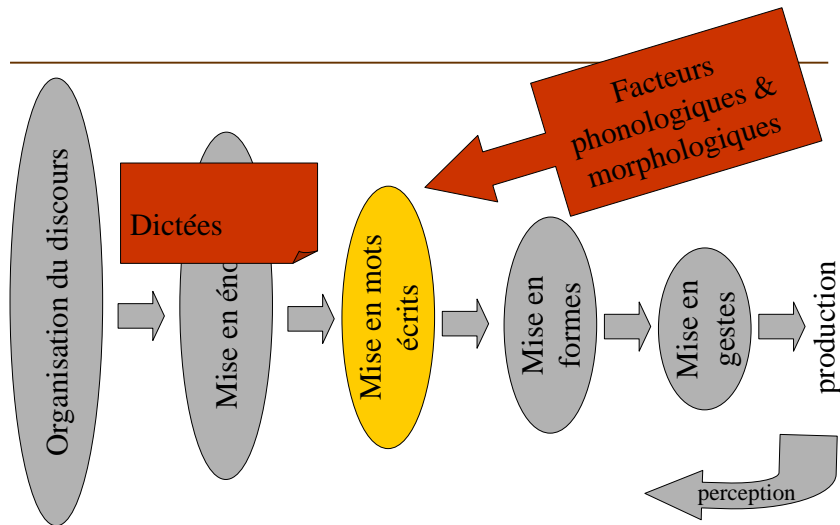 Organisation du discours
Dictées
Mise en
Mise en mots
écrits
Facteurs
phonologiques &
morphologiques
Mise en
formes
Mise en
gestes
production
perception